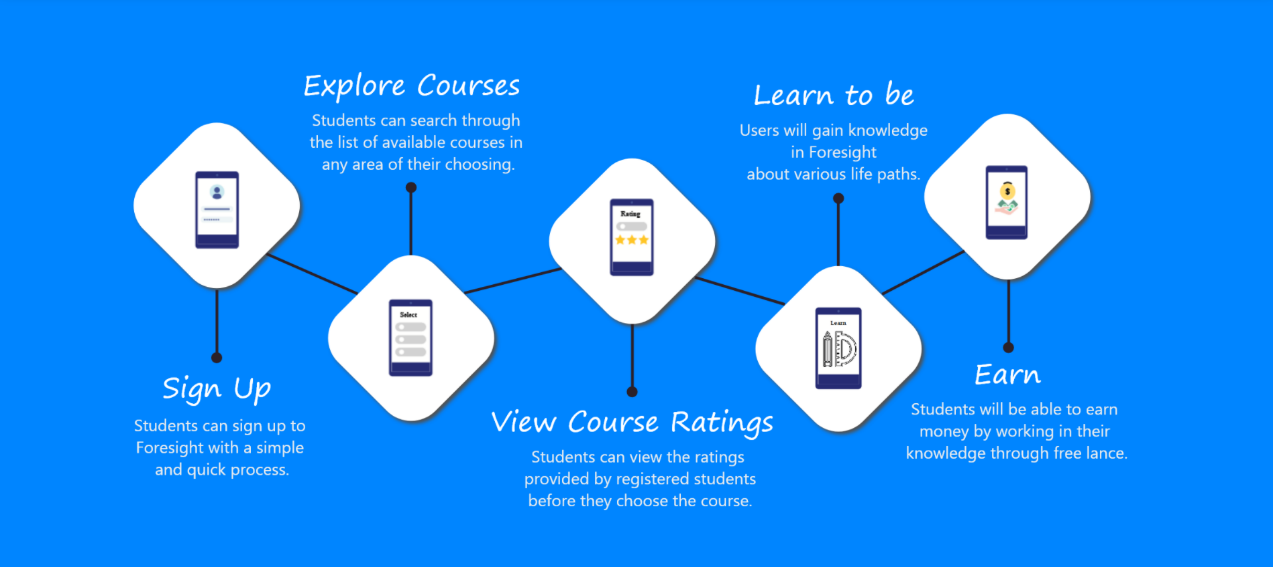 Explore Courses
Students can search through
the list of available courses in
any area of their choosing.
Learn to be
Users will gain knowledge
in Foresight
about various life paths.
Rating
Select
Learn
$
Sign Up
Students can sign up to
Foresight with a simple
and quick process.
View Course Ratings
Students can view the ratings
provided by registered students
before they choose the course.
Earn
Students will be able to earn
money by working in their
knowledge through free lance.